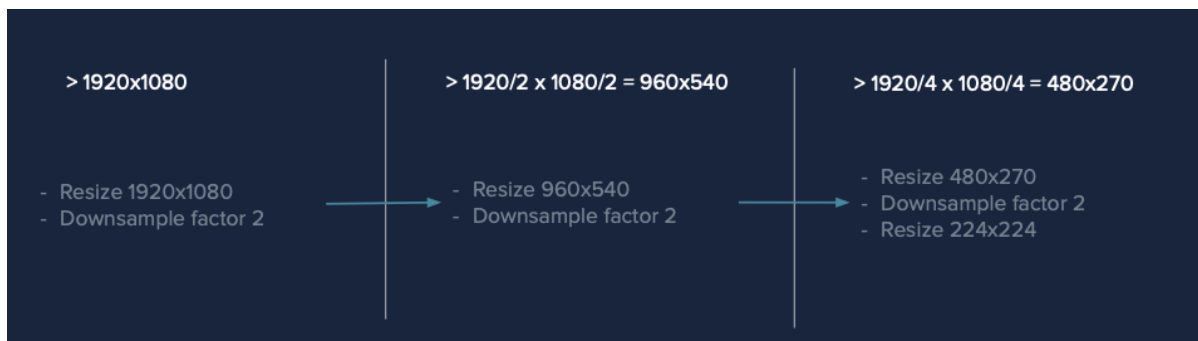 > 1920x1080
- Resize 1920x1080
- Downsample factor 2
> 1920/2 x 1080/2 = 960x540
- Resize 960x540
- Downsample factor 2
> 1920/4 x 1080/4 = 480x270
- Resize 480x270
- Downsample factor 2
- Resize 224x224